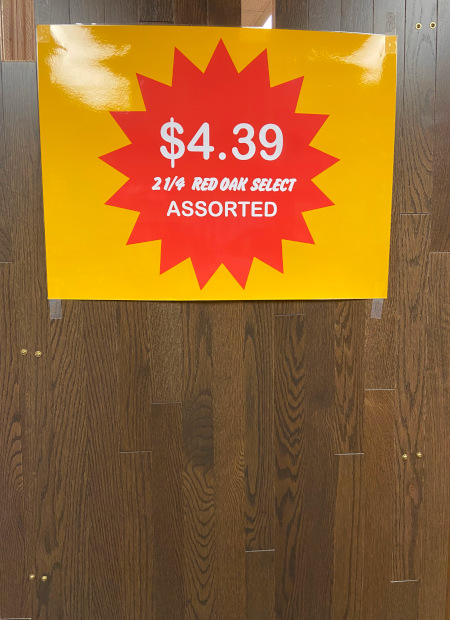 $4.39
2 1/4 RED OAK SELECT
ASSORTED